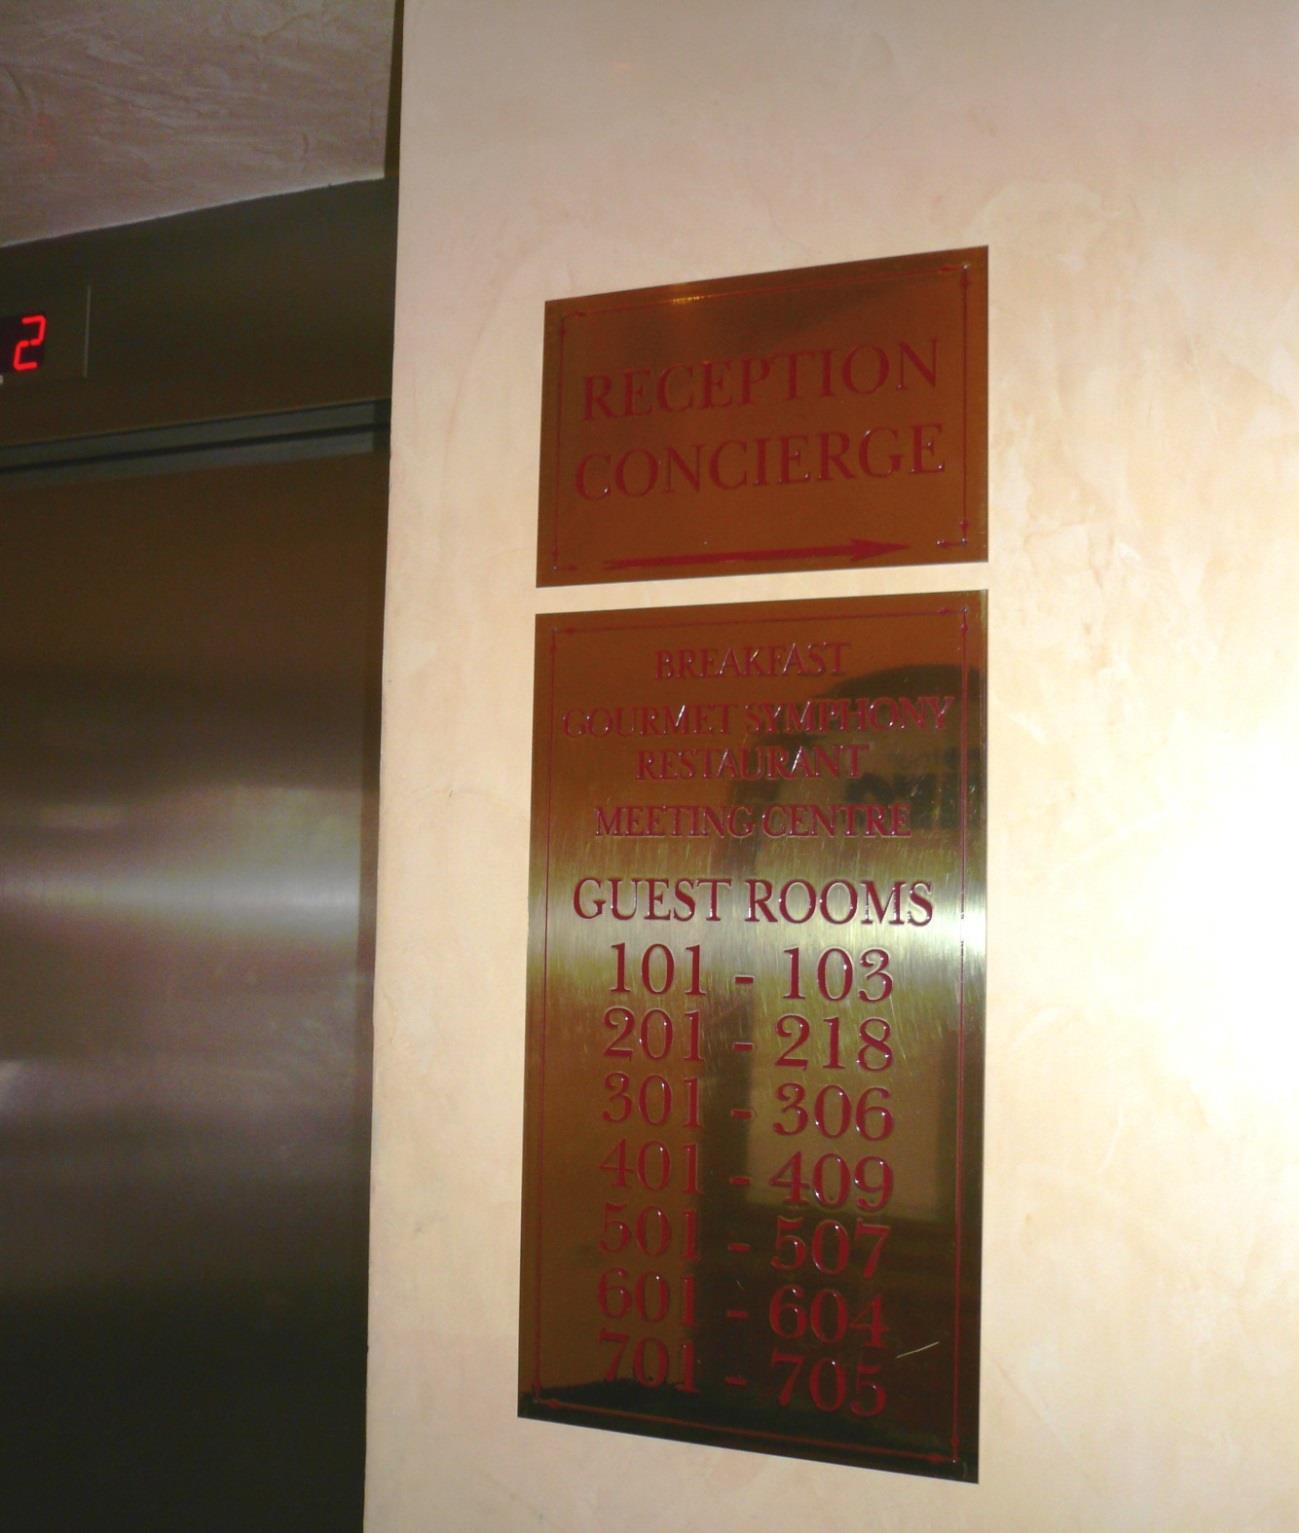 2
RECEPTION
CONCIERGE
BREAKFAST
GOURMET SYMPHONY
RESTAURANT
MEETING CENTRE
GUEST ROOMS
101 - 103
201 - 218
301 - 306
401 - 409
501 - 507
601 - 604
701 - 705